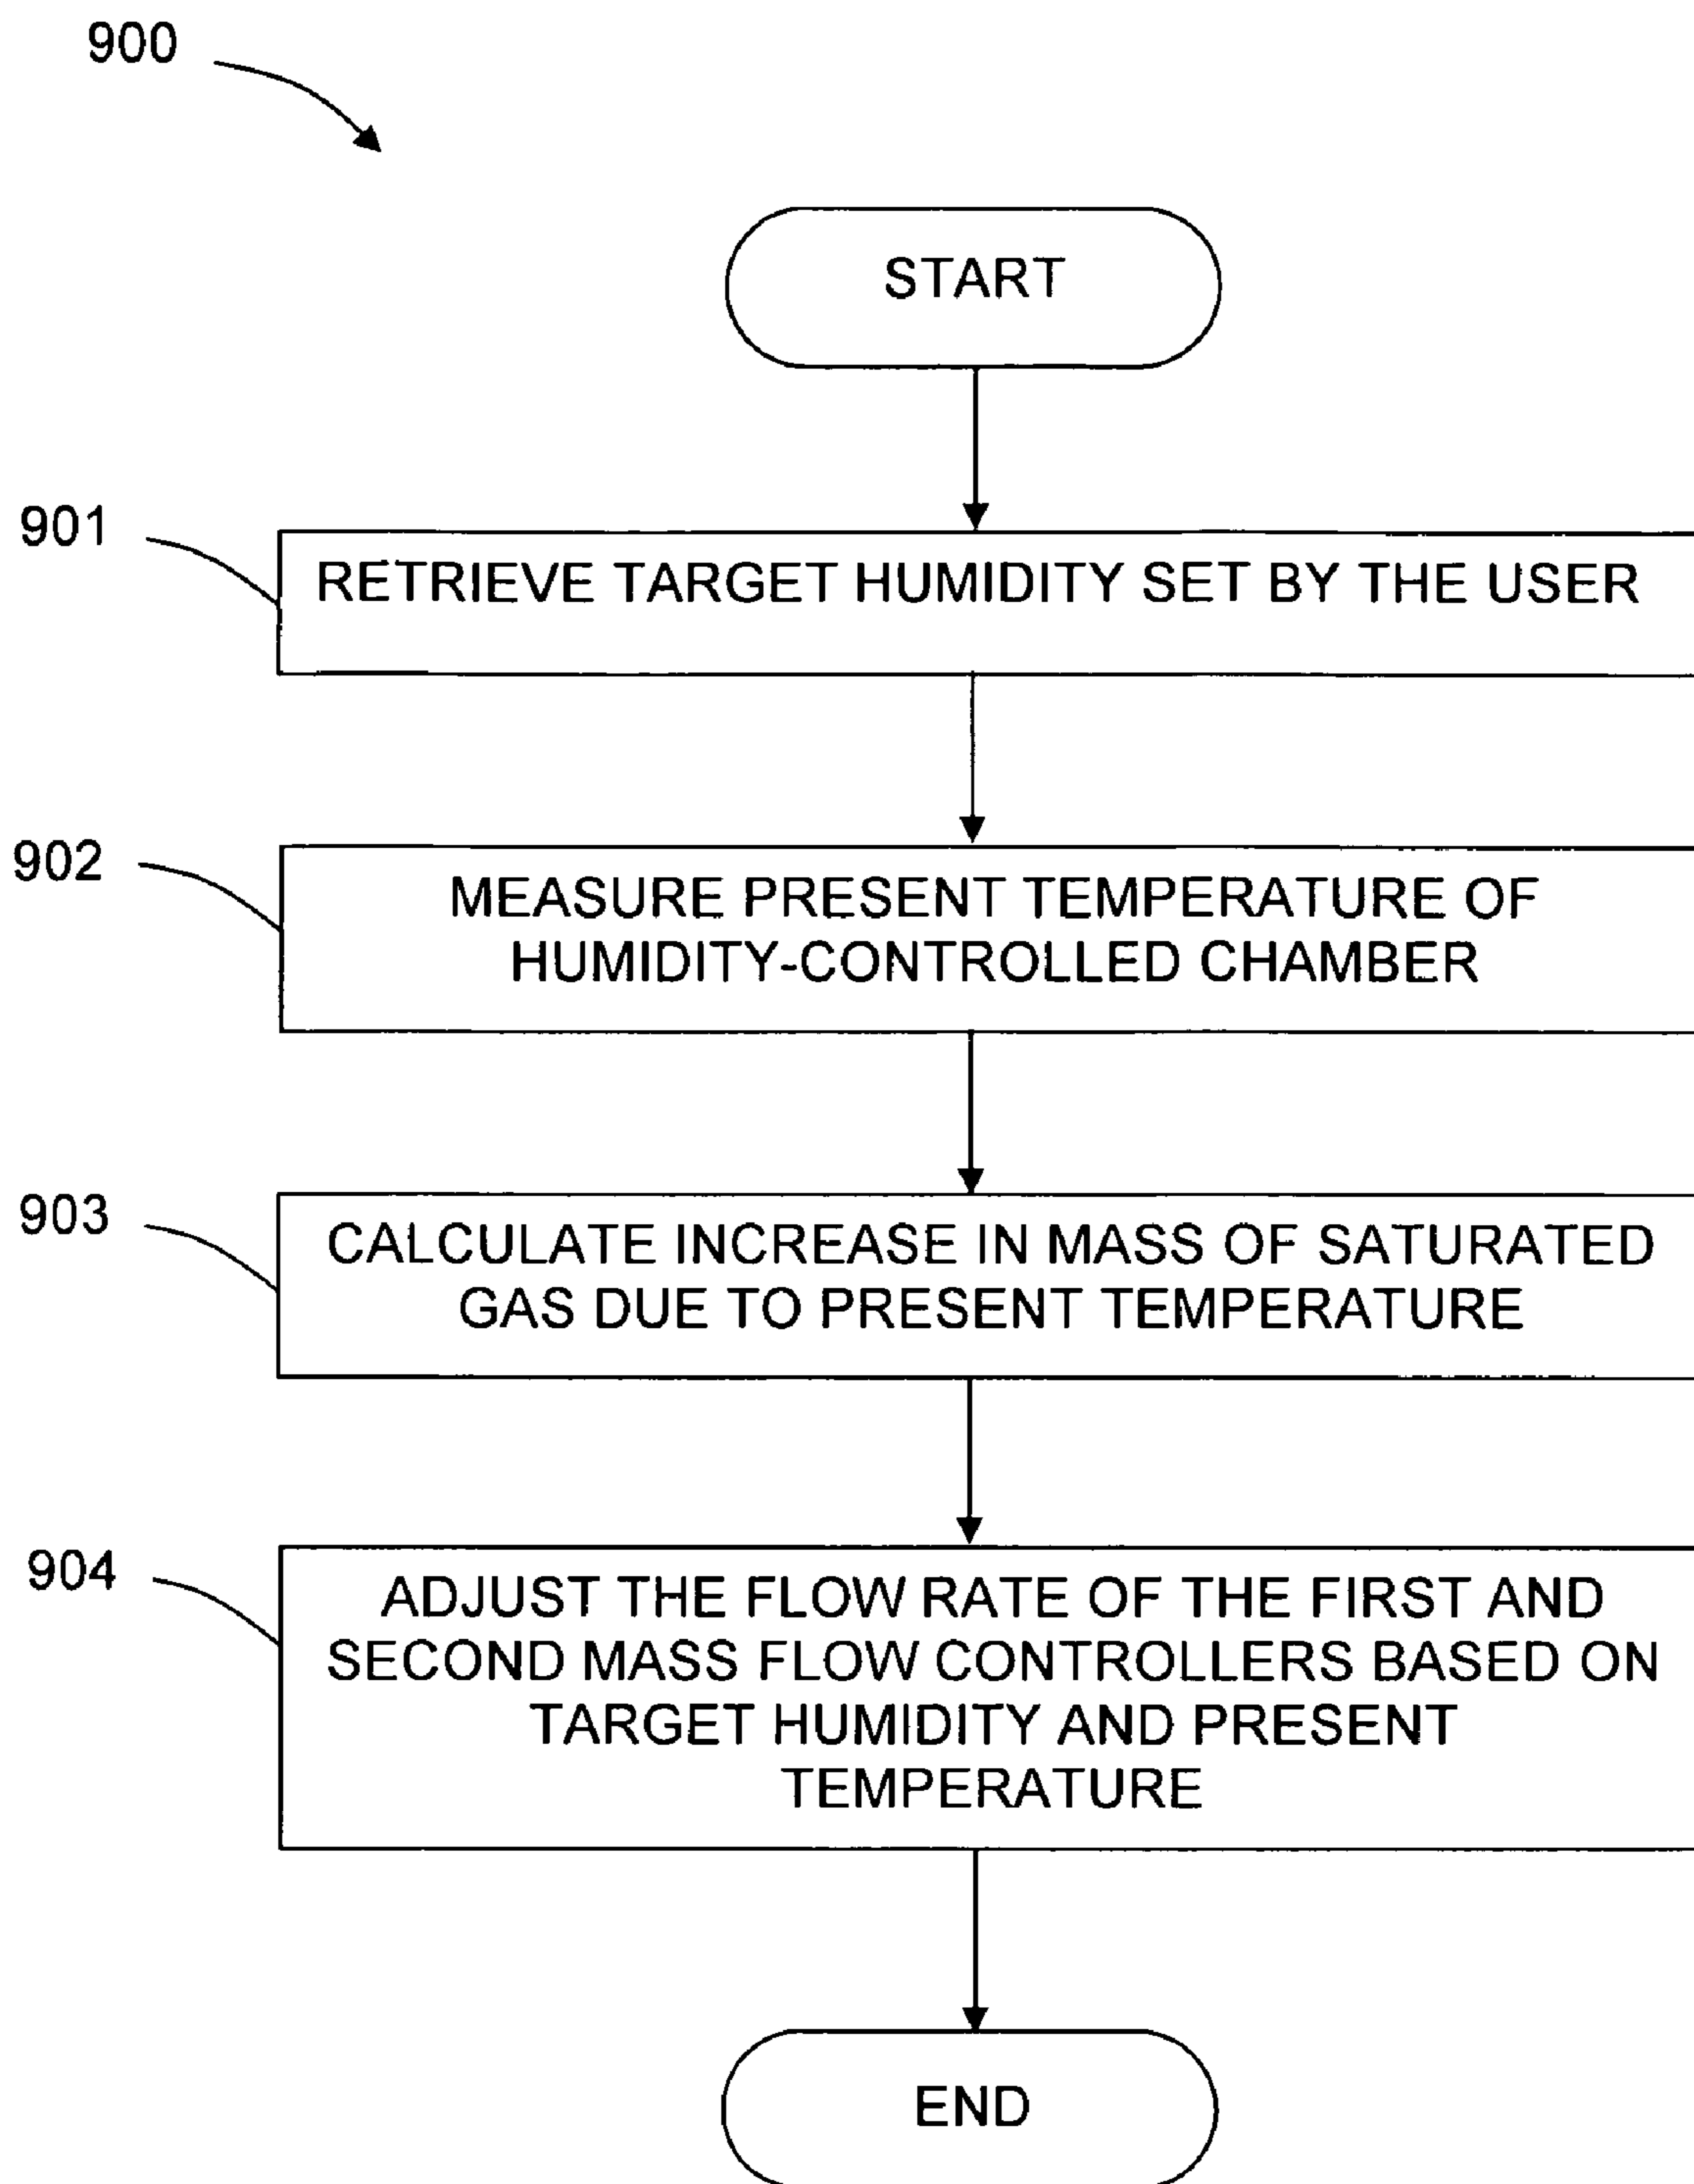 900
START
901
RETRIEVE TARGET HUMIDITY SET BY THE USER
902
MEASURE PRESENT TEMPERATURE OF
HUMIDITY-CONTROLLED CHAMBER
903
CALCULATE INCREASE IN MASS OF SATURATED
GAS DUE TO PRESENT TEMPERATURE
904
ADJUST THE FLOW RATE OF THE FIRST AND
SECOND MASS FLOW CONTROLLERS BASED ON
TARGET HUMIDITY AND PRESENT
TEMPERATURE
END